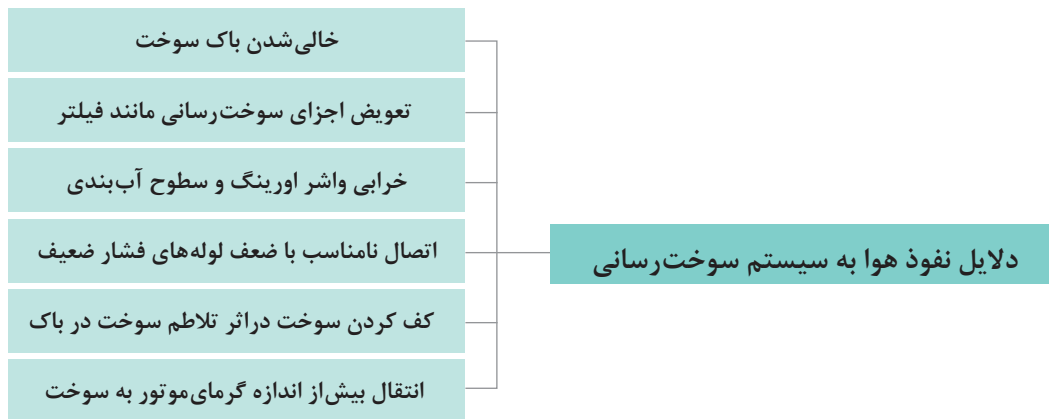 دلایل نفوذ هوا به سیستم سوخت‌رسانی
خالی‌شدن باک سوخت
تعویض اجزای سوخت‌رسانی مانند فیلتر
خرابی واشر اورینگ و سطوح آب‌بندی
اتصال نامناسب با ضعف لوله‌های فشار ضعیف
کف کردن سوخت دراثر تلاطم سوخت در باک
انتقال بیش‌از اندازه گرمای‌موتور به سوخت